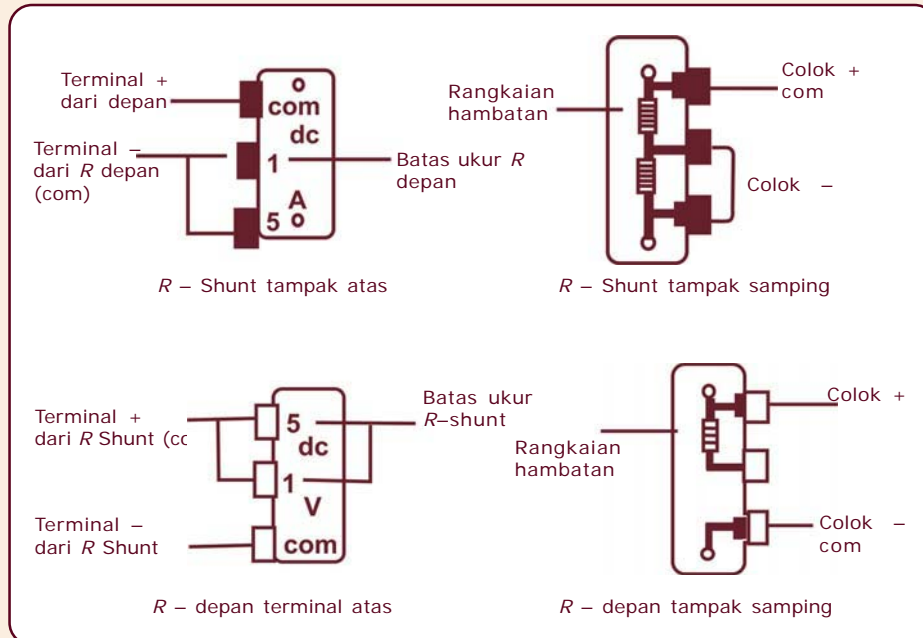 Terminal +
dari depan
Terminal –
dari R depan
(com)
com
dc
1
A
5
Batas ukur R
depan
R – Shunt tampak atas
Rangkaian
hambatan
Colok +
com
Colok –
R – Shunt tampak samping
Terminal +
dari R Shunt (cc
Terminal –
dari R Shunt
5
dc
1
V
com
Batas ukur
R–shunt
R – depan terminal atas
Rangkaian
hambatan
Colok +
Colok –
com
R – depan tampak samping